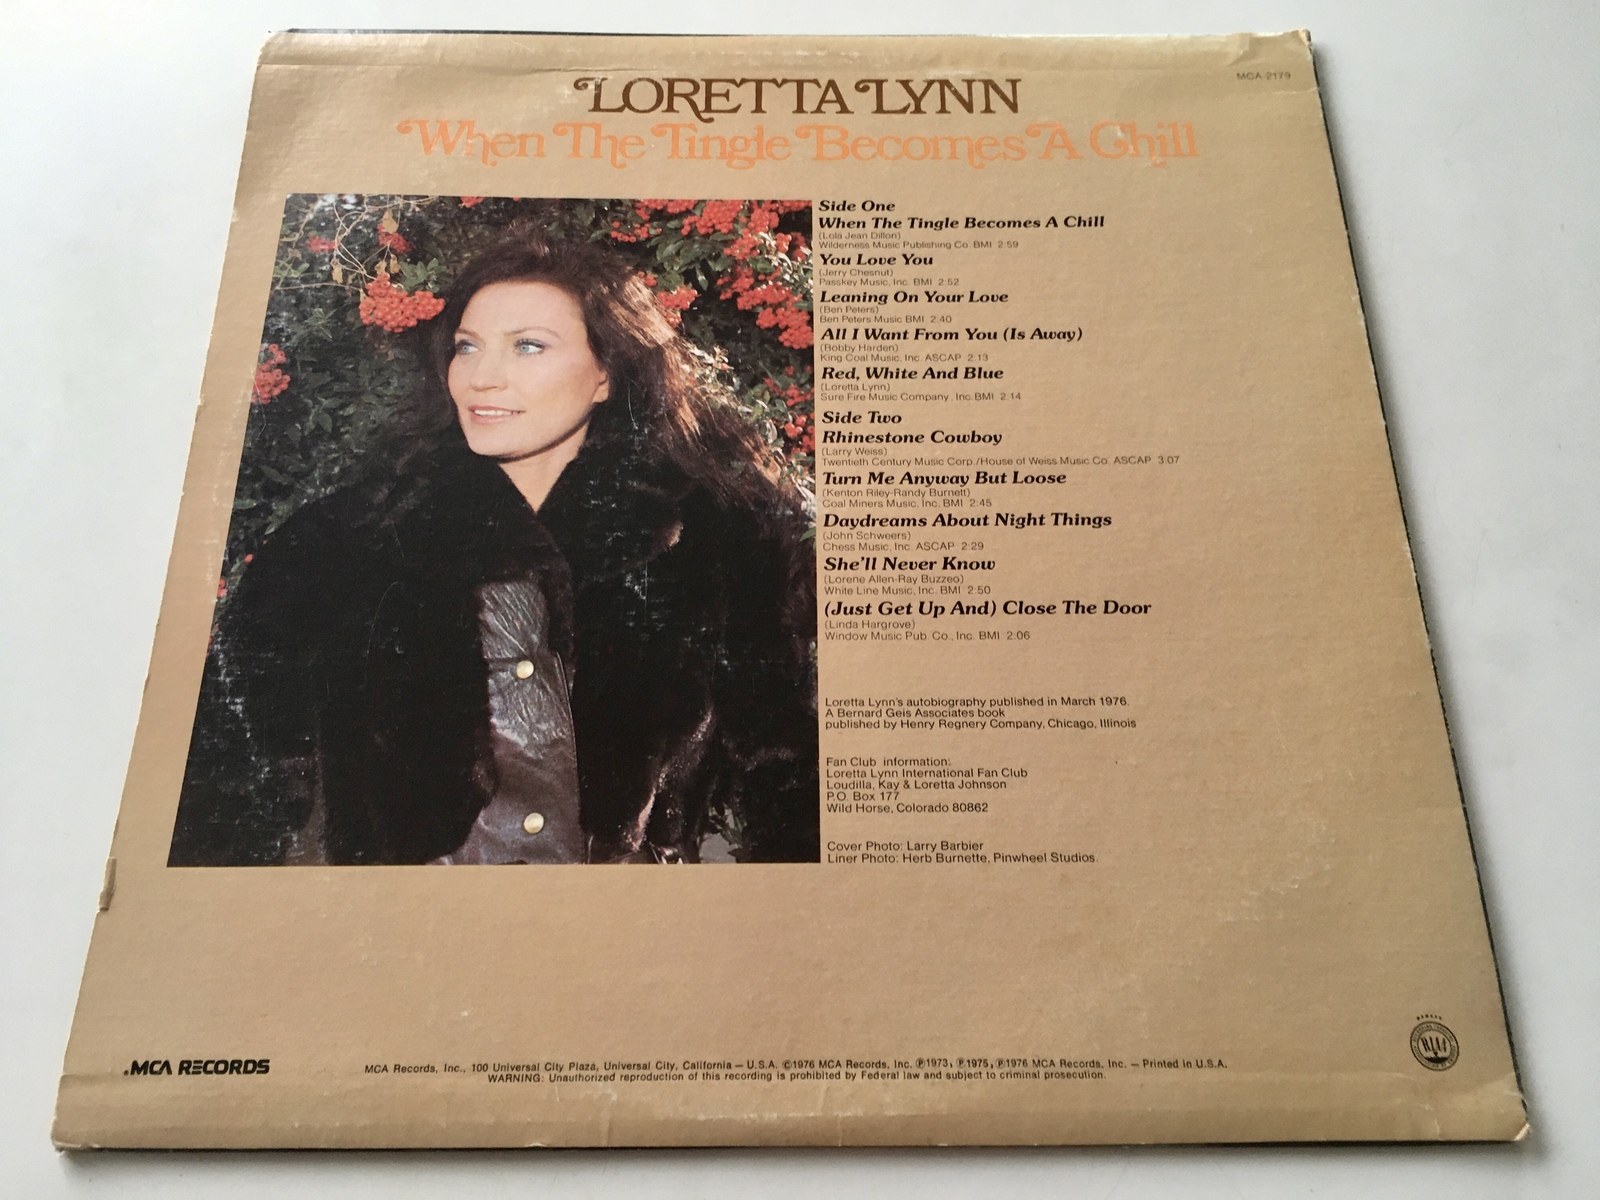 MCA-2179
LORETTA LYNN
When The Tingle Becomes A Chill
Side One
When The Tingle Becomes A Chill
(Lola Jean Dillon)
Wilderness Music Publishing Co. BMI 2:59
You Love You
(Jerry Chesnut)
Passkey Music, Inc. BMI 2:52
Leaning On Your Love
(Ben Peters)
Ben Peters Music BMI 2:40
All I Want From You (Is Away)
(Bobby Harden)
King Coal Music, Inc. ASCAP 2:13
Red, White And Blue
(Loretta Lynn)
Sure Fire Music Company, Inc. BMI 2:14
Side Two
Rhinestone Cowboy
(Larry Weiss)
Twentieth Century Music Corp./House of Weiss Music Co. ASCAP 3:07
Turn Me Anyway But Loose
(Kenton Riley-Randy Burnett)
Coal Miners Music, Inc. BMI 2:45
Daydreams About Night Things
(John Schweers)
Chess Music, Inc. ASCAP 2:29
She'll Never Know
(Lorene Allen-Ray Buzzeo)
White Line Music, Inc. BMI 2:50
(Just Get Up And) Close The Door
(Linda Hargrove)
Window Music Pub. Co., Inc. BMI 2:06
Loretta Lynn's autobiography published in March 1976.
A Bernard Geis Associates book
published by Henry Regnery Company, Chicago, Illinois
Fan Club information:
Loretta Lynn International Fan Club
Loudilla, Kay & Loretta Johnson
P.O. Box 177
Wild Horse, Colorado 80862
Cover Photo: Larry Barbier
Liner Photo: Herb Burnette, Pinwheel Studios.
.MCA RECORDS
MCA Records, Inc., 100 Universal City Plaza, Universal City, California — U.S.A. ©1976 MCA Records, Inc. ℗1973, ℗1975, ℗1976 MCA Records, Inc. — Printed in U.S.A.
WARNING: Unauthorized reproduction of this recording is prohibited by Federal law and subject to criminal prosecution.
RIAA